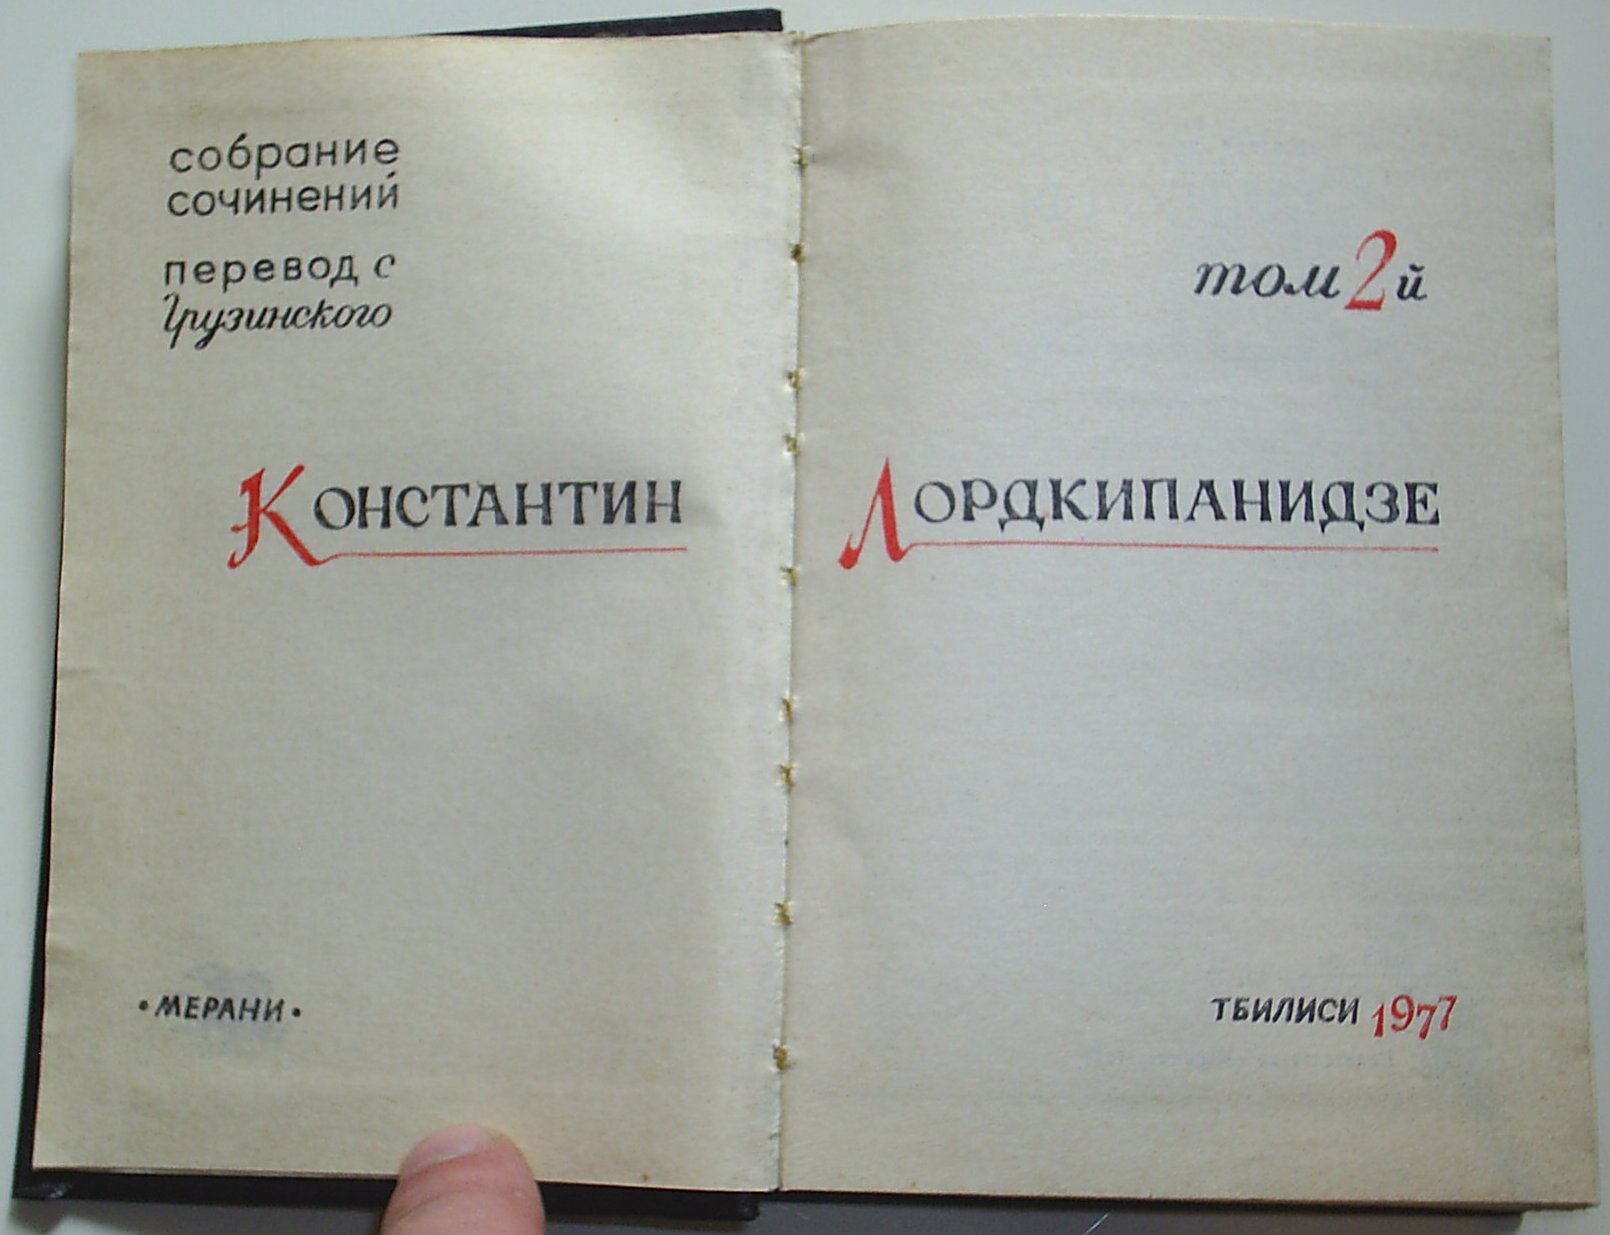 собрание
сочинений
перевод с
грузинского
КОНСТАНТИН
• МЕРАНИ •
том 2й
ЛОРДКИПАНИДЗЕ
ТБИЛИСИ 1977